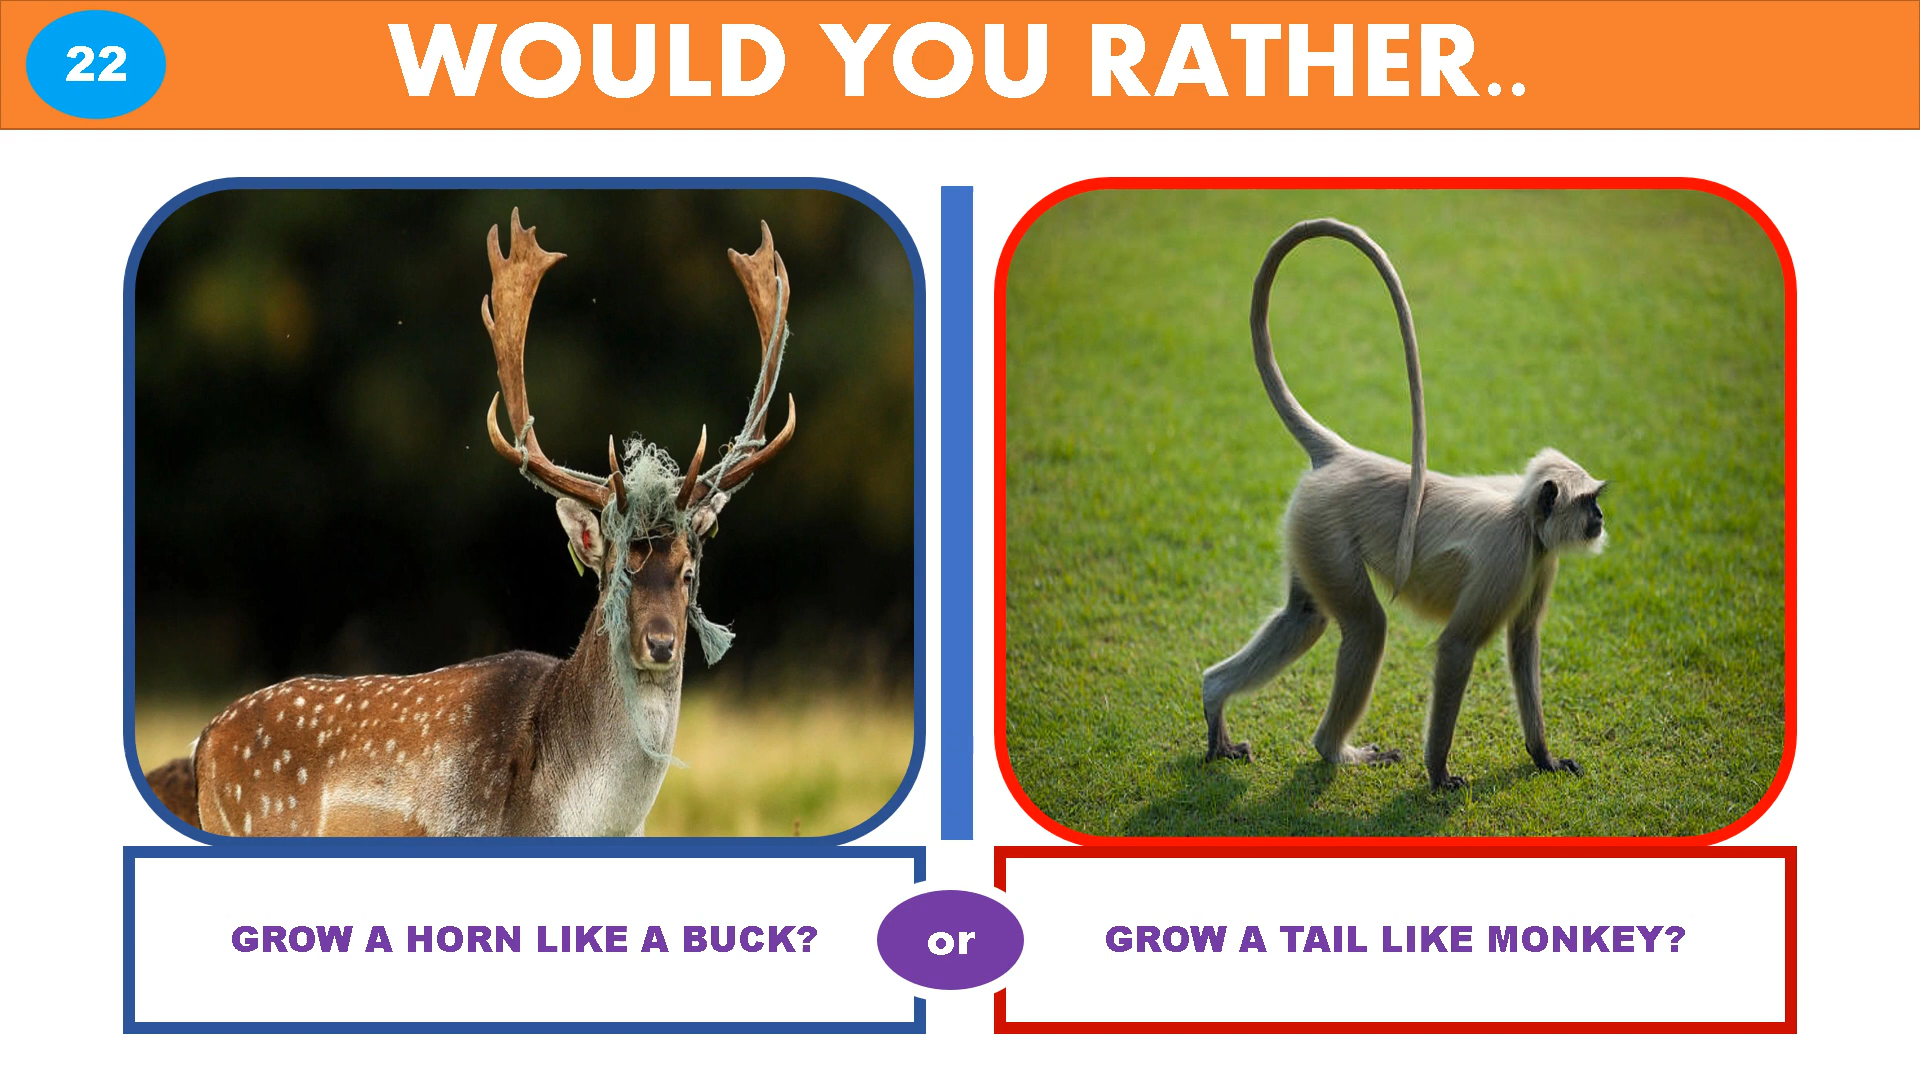 22
WOULD YOU RATHER..
GROW A HORN LIKE A BUCK?
or
GROW A TAIL LIKE MONKEY?